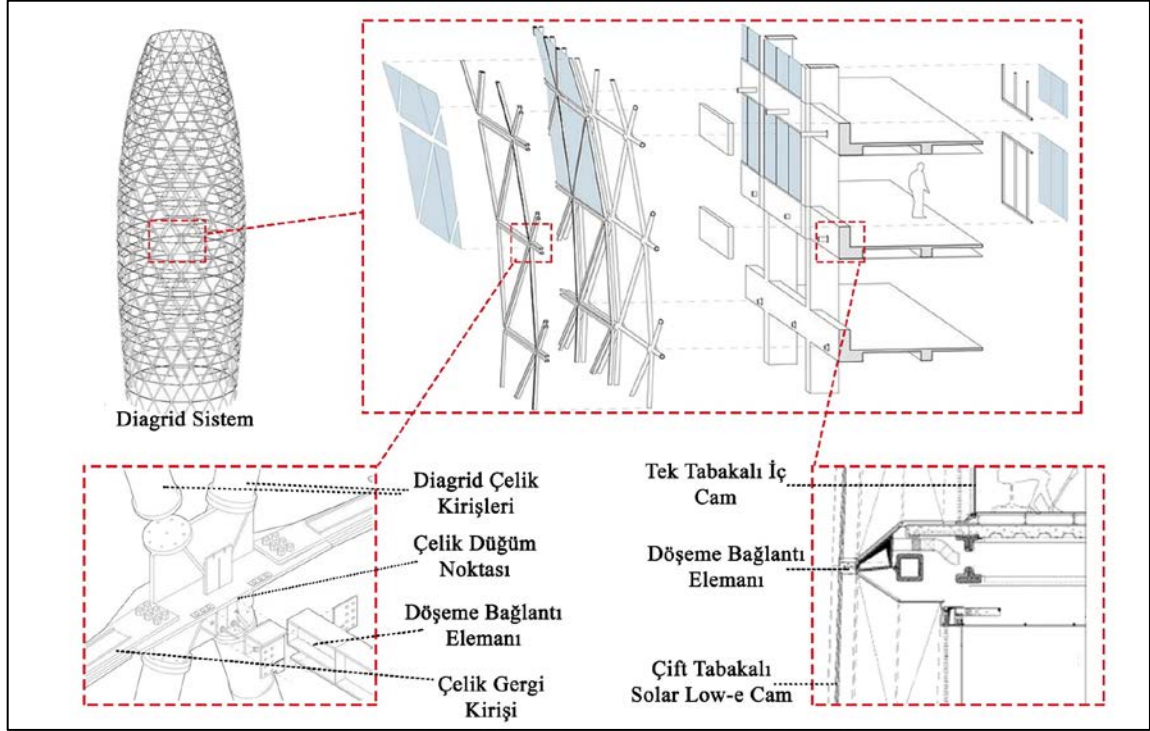 Diagrid Sistem
Diagrid Çelik
Kirişleri
Çelik Düğüm
Noktası
Döşeme Bağlantı
Elemanı
Çelik Gergi
Kirişi
Tek Tabakalı İç
Cam
Döşeme Bağlantı
Elemanı
Çift Tabakalı
Solar Low-e Cam